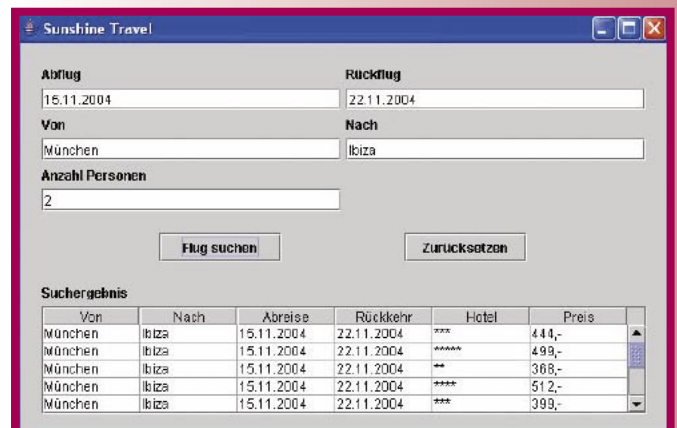 Sunshine Travel
Abflug Rückflug
15.11.2004 22.11.2004
Von Nach
München Ibiza
Anzahl Personen
2
Flug suchen Zurücksetzen
Suchergebnis
Von Nach Abreise Rückkehr Hotel Preis
München Ibiza 15.11.2004 22.11.2004 *** 444,-
München Ibiza 15.11.2004 22.11.2004 ***** 499,-
München Ibiza 15.11.2004 22.11.2004 ** 368,-
München Ibiza 15.11.2004 22.11.2004 **** 512,-
München Ibiza 15.11.2004 22.11.2004 *** 399,-